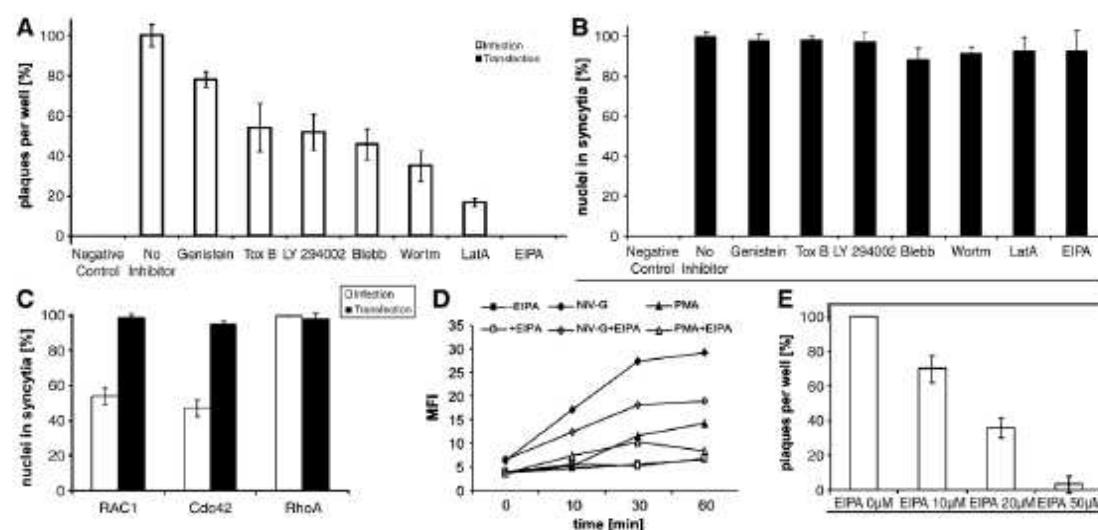 A
plaques per well [%]
100
80
60
40
20
0
Negative Control
No Inhibitor
Genistein
Tox B
LY 294002
Blebb
Wortm
LatA
EIPA
Infection
Transfection
B
nuclei in syncytia [%]
100
80
60
40
20
0
Negative Control
No Inhibitor
Genistein
Tox B
LY 294002
Blebb
Wortm
LatA
EIPA
C
nuclei in syncytia [%]
100
80
60
40
20
0
RAC1
Cdc42
RhoA
Infection
Transfection
D
-EIPA
NiV-G
PMA
+EIPA
NiV-G+EIPA
PMA+EIPA
MFI
35
30
25
20
15
10
5
0
0
10
30
60
time [min]
E
plaques per well [%]
100
80
60
40
20
0
EIPA 0µM
EIPA 10µM
EIPA 20µM
EIPA 50µM